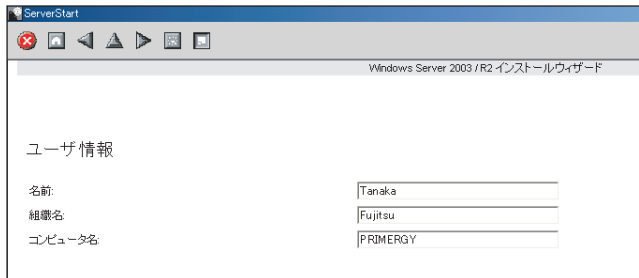 ServerStart
Windows Server 2003 / R2 インストールウィザード
ユーザ情報
名前: Tanaka
組織名: Fujitsu
コンピュータ名: PRIMERGY